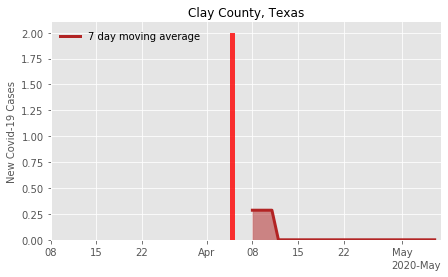 Clay County, Texas
7 day moving average
New Covid-19 Cases
2.00
1.75
1.50
1.25
1.00
0.75
0.50
0.25
0.00
08 15 22 Apr 08 15 22 May
2020-May